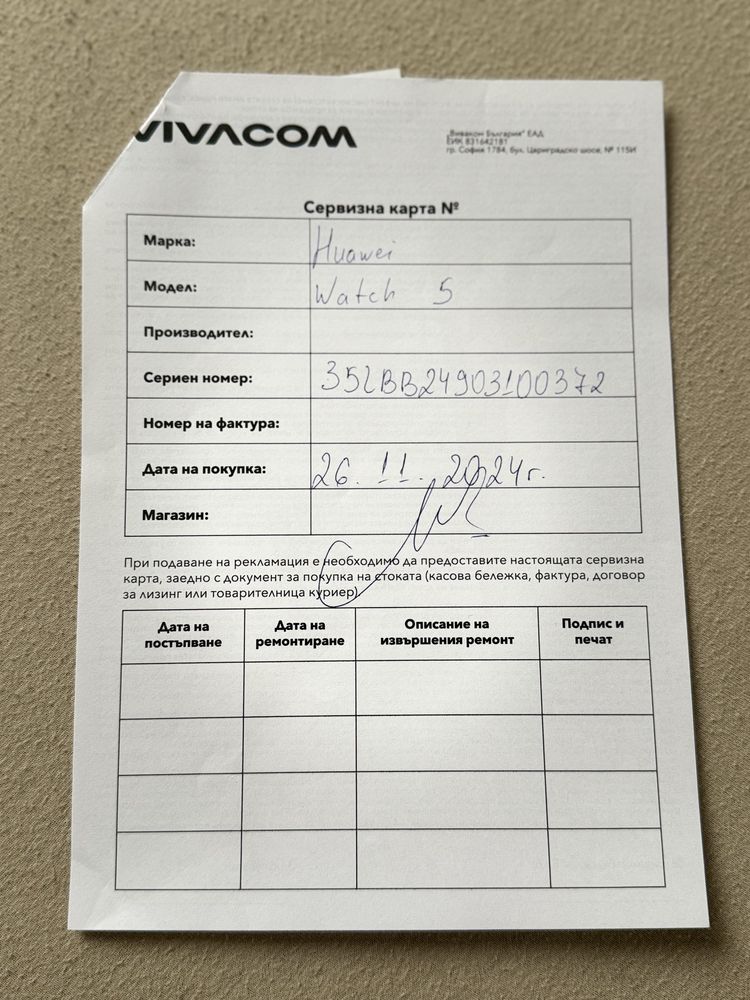 VIVACOM
„Виваком България“ ЕАД
ЕИК 831642181
гр. София 1784, бул. Цариградско шосе, № 115И
Сервизна карта №
Марка: Huawei
Модел: Watch 5
Производител:
Сериен номер: 352BB24903100372
Номер на фактура:
Дата на покупка: 26.11.2024г.
Магазин:
При подаване на рекламация е необходимо да предоставите настоящата сервизна
карта, заедно с документ за покупка на стоката (касова бележка, фактура, договор
за лизинг или товарителница куриер)
Дата на постъпване
Дата на ремонтиране
Описание на извършения ремонт
Подпис и печат